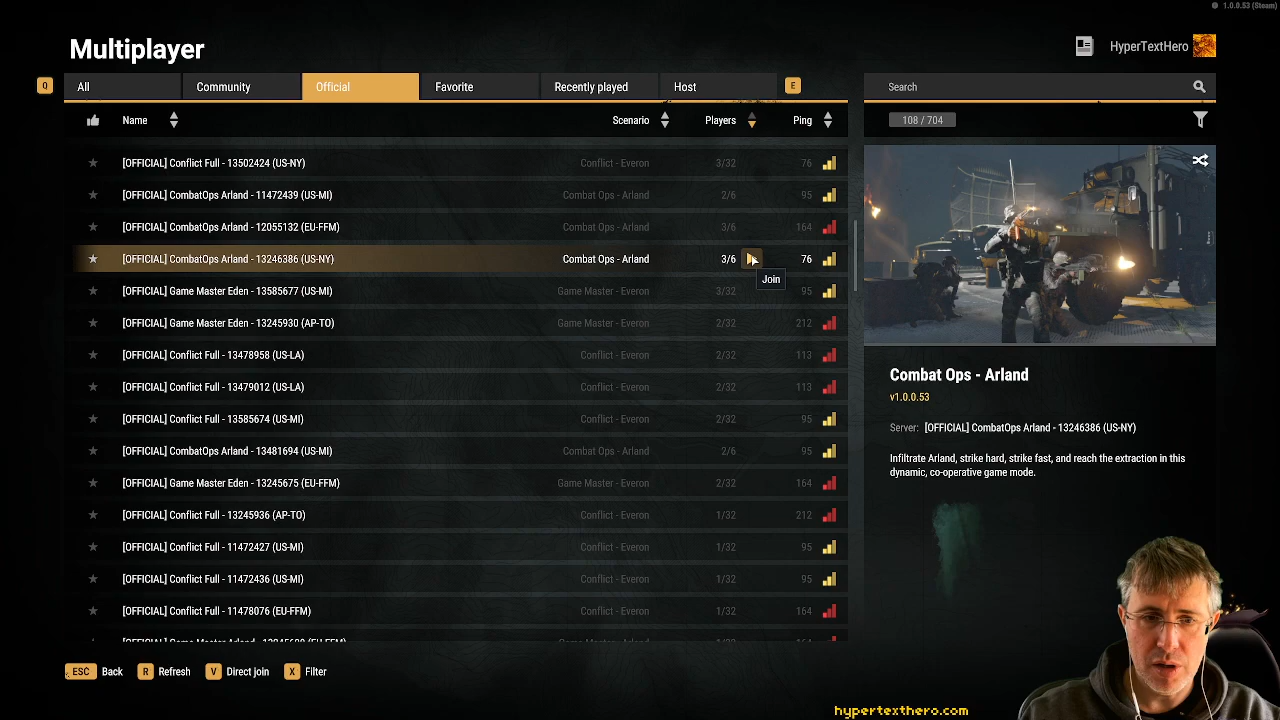 1.0.0.53 (Steam)
Multiplayer
HyperTextHero
Q All Community Official Favorite Recently played Host E Search
Name Scenario Players Ping 108 / 704
[OFFICIAL] Conflict Full - 13502424 (US-NY) Conflict - Everon 3/32 76
[OFFICIAL] CombatOps Arland - 11472439 (US-MI) Combat Ops - Arland 2/6 95
[OFFICIAL] CombatOps Arland - 12055132 (EU-FFM) Combat Ops - Arland 3/6 164
[OFFICIAL] CombatOps Arland - 13246386 (US-NY) Combat Ops - Arland 3/6 76
Join
[OFFICIAL] Game Master Eden - 13585677 (US-MI) Game Master - Everon 3/32 95
[OFFICIAL] Game Master Eden - 13245930 (AP-TO) Game Master - Everon 2/32 212
[OFFICIAL] Conflict Full - 13478958 (US-LA) Conflict - Everon 2/32 113
[OFFICIAL] Conflict Full - 13479012 (US-LA) Conflict - Everon 2/32 113
[OFFICIAL] Conflict Full - 13585674 (US-MI) Conflict - Everon 2/32 95
[OFFICIAL] CombatOps Arland - 13481694 (US-MI) Combat Ops - Arland 2/6 95
[OFFICIAL] Game Master Eden - 13245675 (EU-FFM) Game Master - Everon 2/32 164
[OFFICIAL] Conflict Full - 13245936 (AP-TO) Conflict - Everon 1/32 212
[OFFICIAL] Conflict Full - 11472427 (US-MI) Conflict - Everon 1/32 95
[OFFICIAL] Conflict Full - 11472436 (US-MI) Conflict - Everon 1/32 95
[OFFICIAL] Conflict Full - 11478076 (EU-FFM) Conflict - Everon 1/32 164
Combat Ops - Arland
v1.0.0.53
Server: [OFFICIAL] CombatOps Arland - 13246386 (US-NY)
Infiltrate Arland, strike hard, strike fast, and reach the extraction in this
dynamic, co-operative game mode.
ESC Back R Refresh V Direct join X Filter
hypertexthero.com